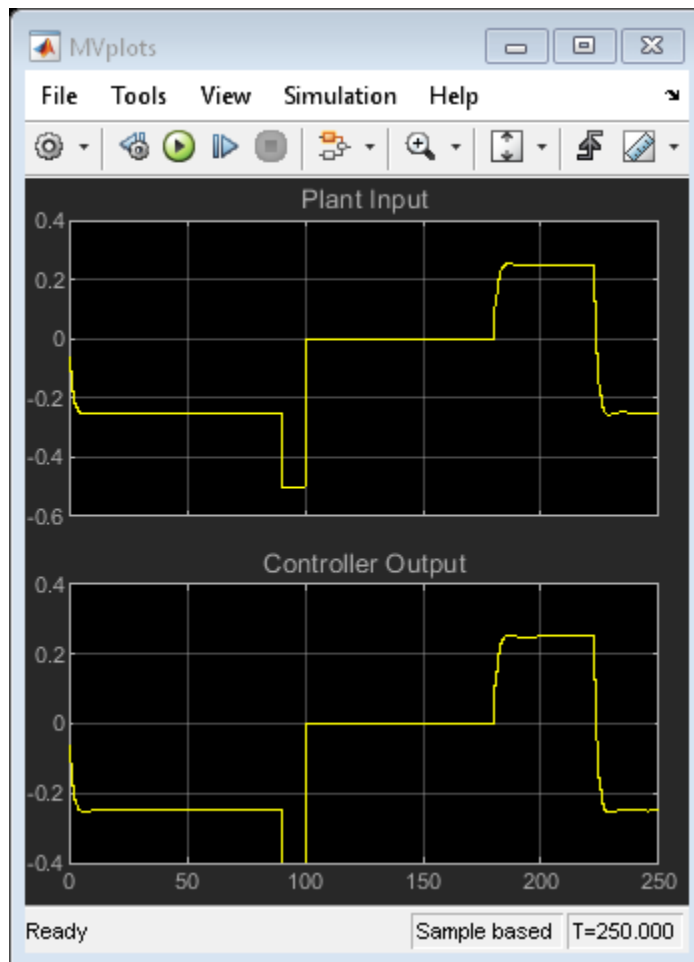 MVplots
File Tools View Simulation Help
Plant Input
0.4
0.2
0
-0.2
-0.4
-0.6
Controller Output
0.4
0.2
0
-0.2
-0.4
0 50 100 150 200 250
Ready Sample based T=250.000